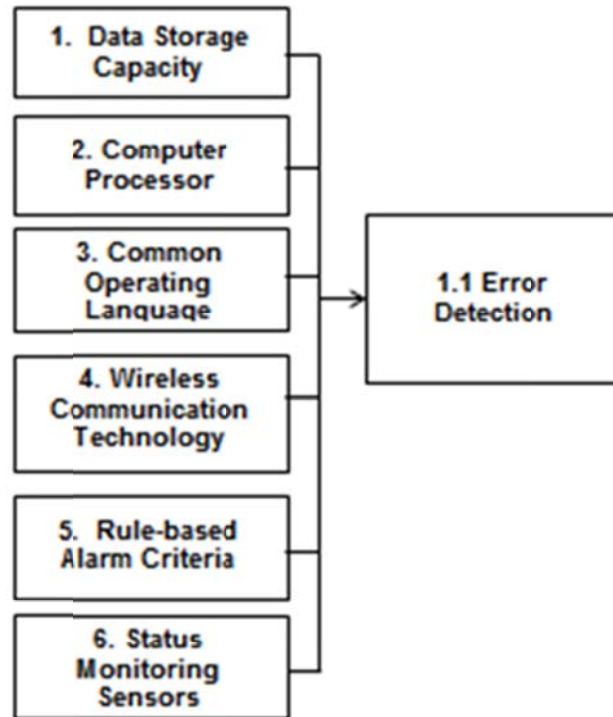 1. Data Storage
Capacity
2. Computer
Processor
3. Common
Operating
Language
4. Wireless
Communication
Technology
5. Rule-based
Alarm Criteria
6. Status
Monitoring
Sensors
1.1 Error
Detection